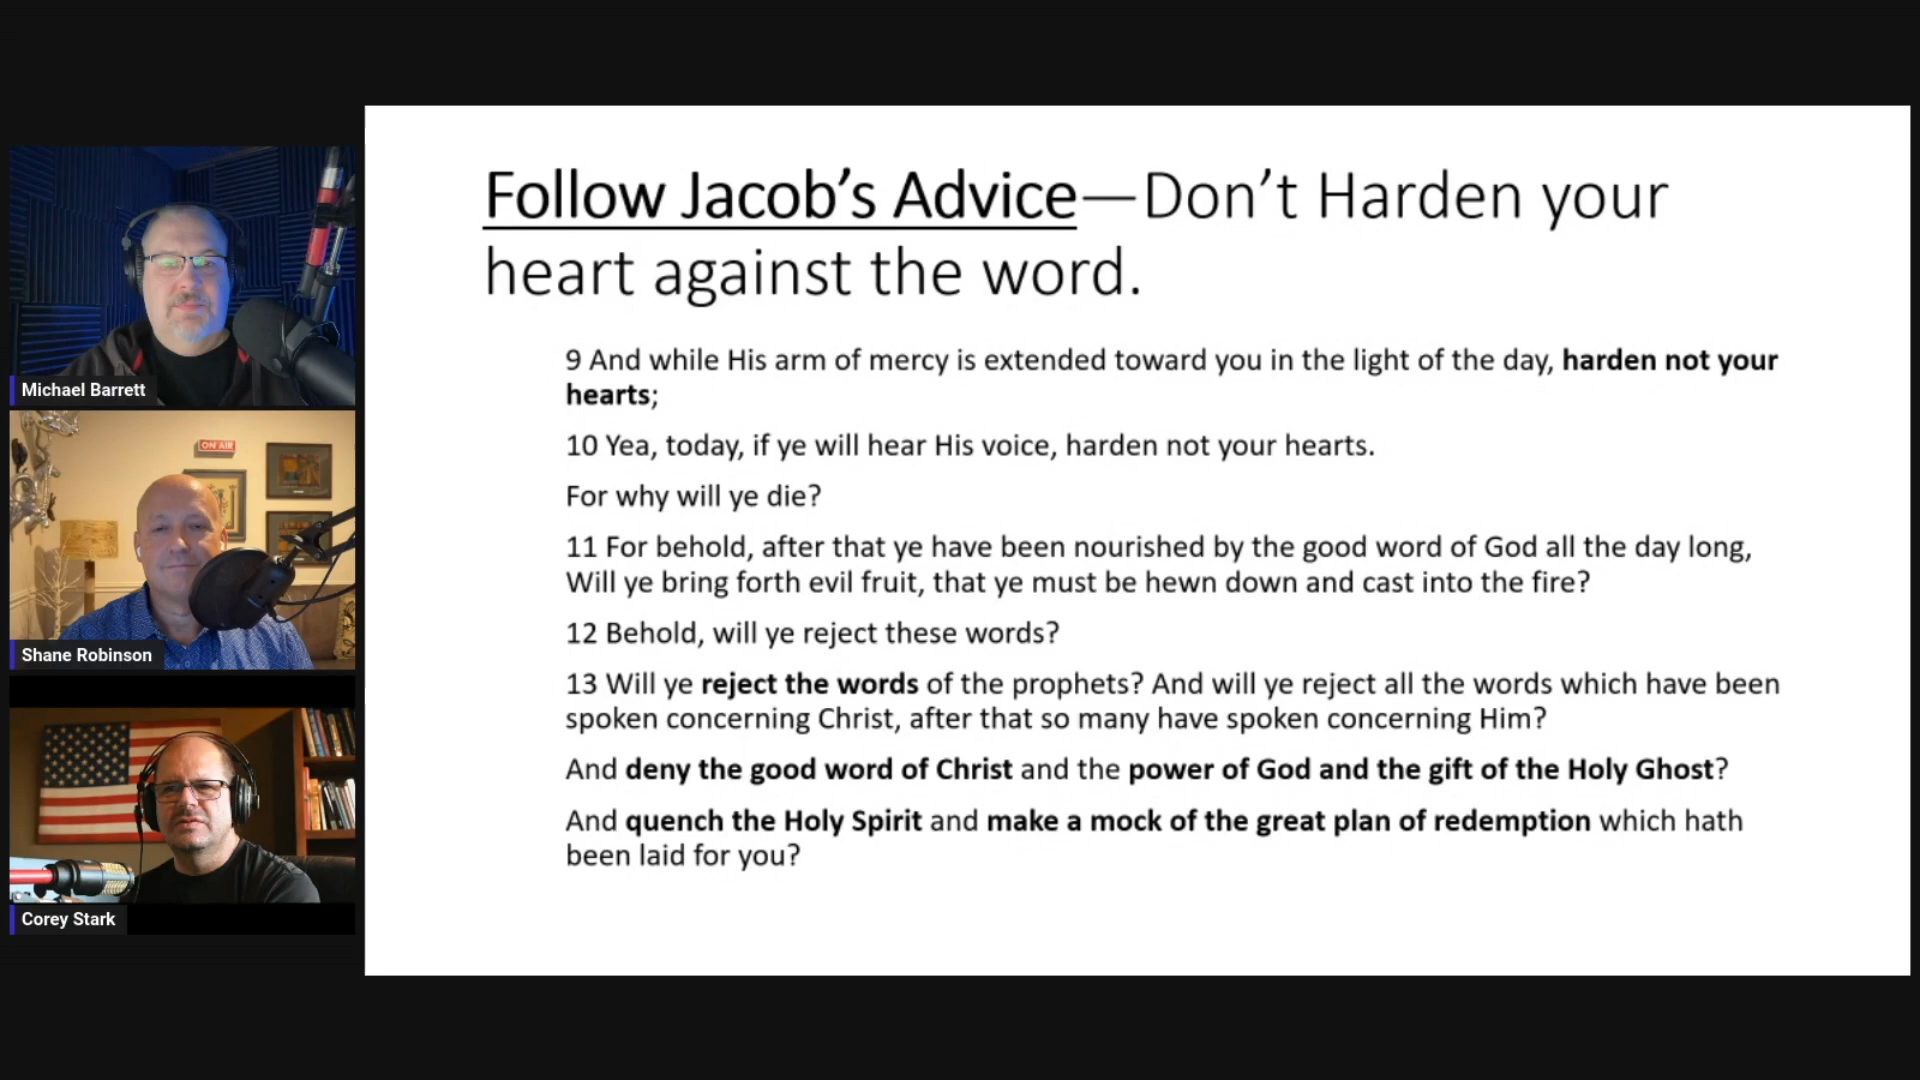 Follow Jacob’s Advice—Don’t Harden your
heart against the word.
9 And while His arm of mercy is extended toward you in the light of the day, harden not your
hearts;
10 Yea, today, if ye will hear His voice, harden not your hearts.
For why will ye die?
11 For behold, after that ye have been nourished by the good word of God all the day long,
Will ye bring forth evil fruit, that ye must be hewn down and cast into the fire?
12 Behold, will ye reject these words?
13 Will ye reject the words of the prophets? And will ye reject all the words which have been
spoken concerning Christ, after that so many have spoken concerning Him?
And deny the good word of Christ and the power of God and the gift of the Holy Ghost?
And quench the Holy Spirit and make a mock of the great plan of redemption which hath
been laid for you?
Michael Barrett
ON AIR
Shane Robinson
Corey Stark